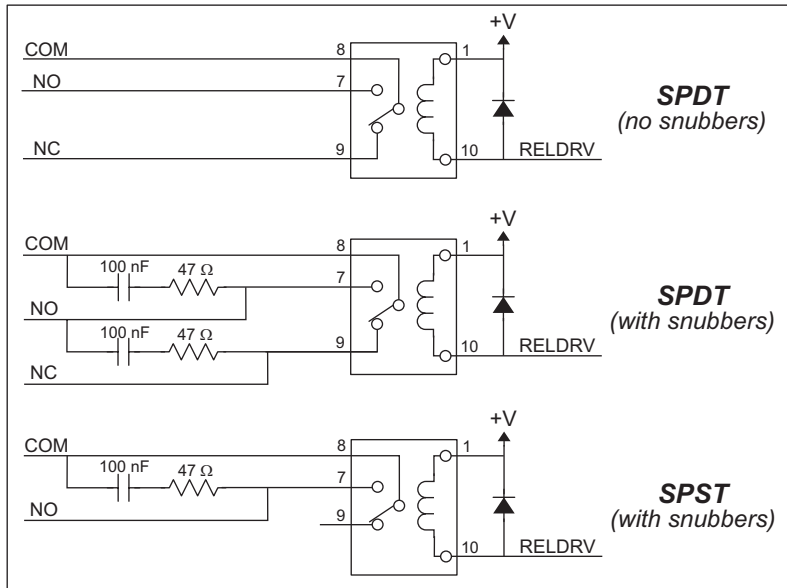 +V
COM 8 1
NO 7
SPDT
(no snubbers)
NC 9 10 RELDRV
+V
COM 8 1
100 nF 47 Ω 7
NO
SPDT
(with snubbers)
100 nF 47 Ω 9 10 RELDRV
NC
+V
COM 8 1
100 nF 47 Ω 7
SPST
(with snubbers)
NO 9
10 RELDRV